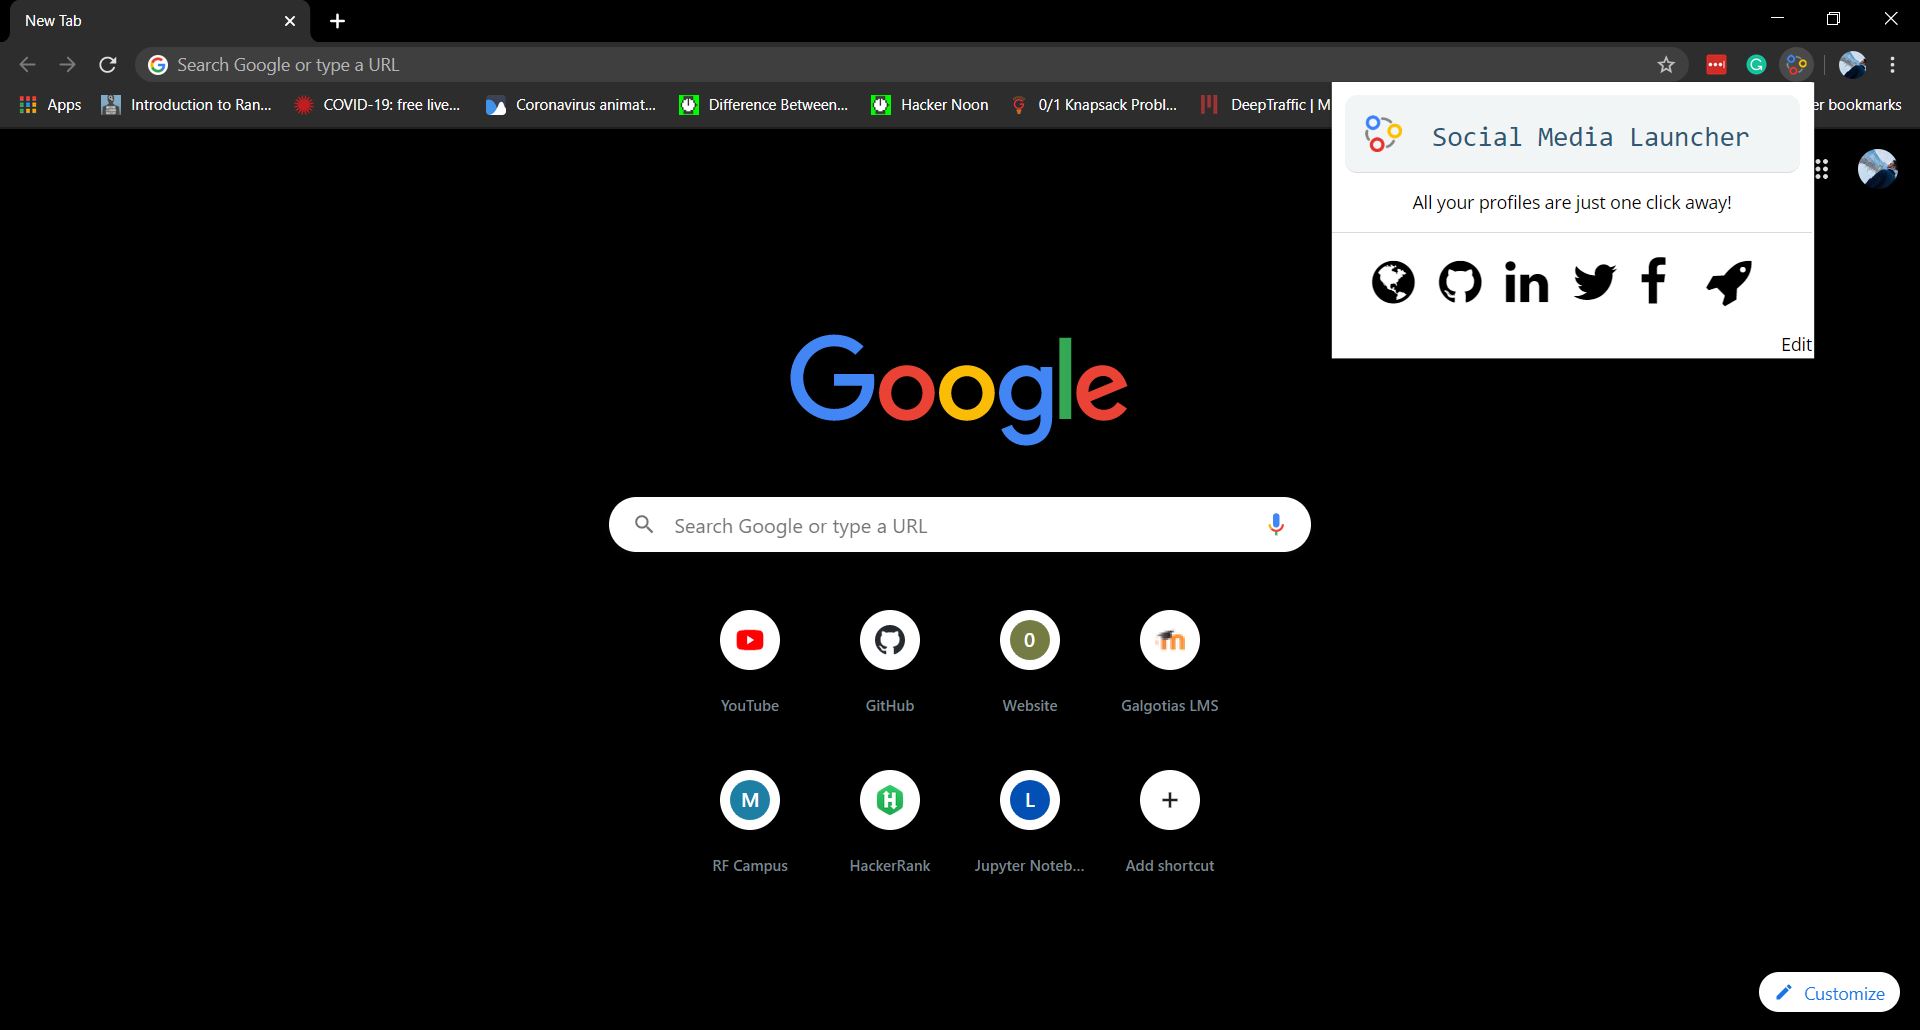 New Tab
Search Google or type a URL
Apps
Introduction to Ran...
COVID-19: free live...
Coronavirus animat...
Difference Between...
Hacker Noon
0/1 Knapsack Probl...
DeepTraffic | M
er bookmarks
Social Media Launcher
All your profiles are just one click away!
in
Edit
Google
Search Google or type a URL
YouTube
GitHub
0
Website
Galgotias LMS
M
RF Campus
HackerRank
L
Jupyter Noteb...
Add shortcut
Customize